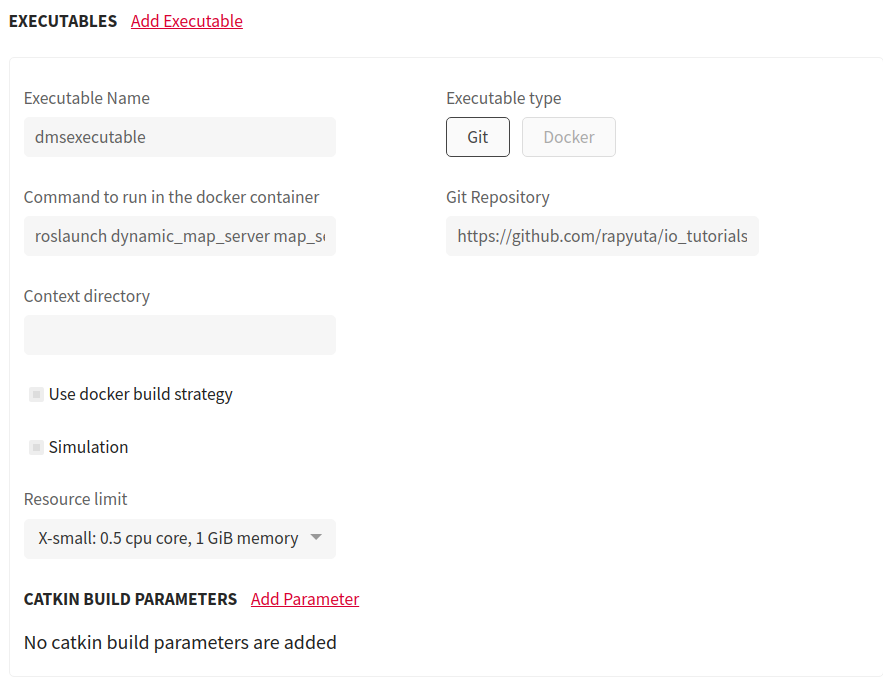 EXECUTABLES Add Executable
Executable Name
Executable type
dmsexecutable
Git
Docker
Command to run in the docker container
Git Repository
roslaunch dynamic_map_server
https://github.com/rapyuta/io_tutorials
Context directory
Use docker build strategy
Simulation
Resource limit
X-small: 0.5 cpu core, 1 GiB memory
CATKIN BUILD PARAMETERS Add Parameter
No catkin build parameters are added